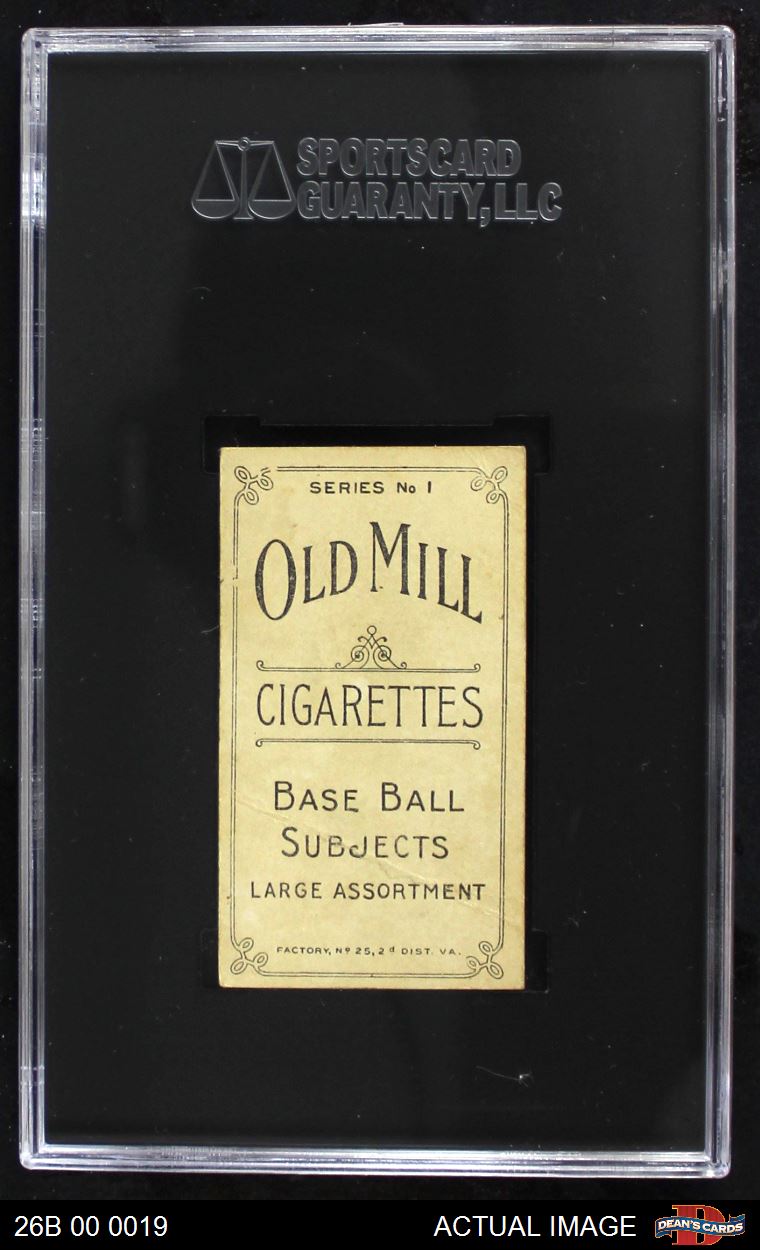 SPORTSCARD
GUARANTY, LLC
SERIES No 1
OLD MILL
CIGARETTES
BASE BALL
SUBJECTS
LARGE ASSORTMENT
FACTORY, Nº 25, 2d DIST. VA.
26B 00 0019
ACTUAL IMAGE
DEAN'S CARDS